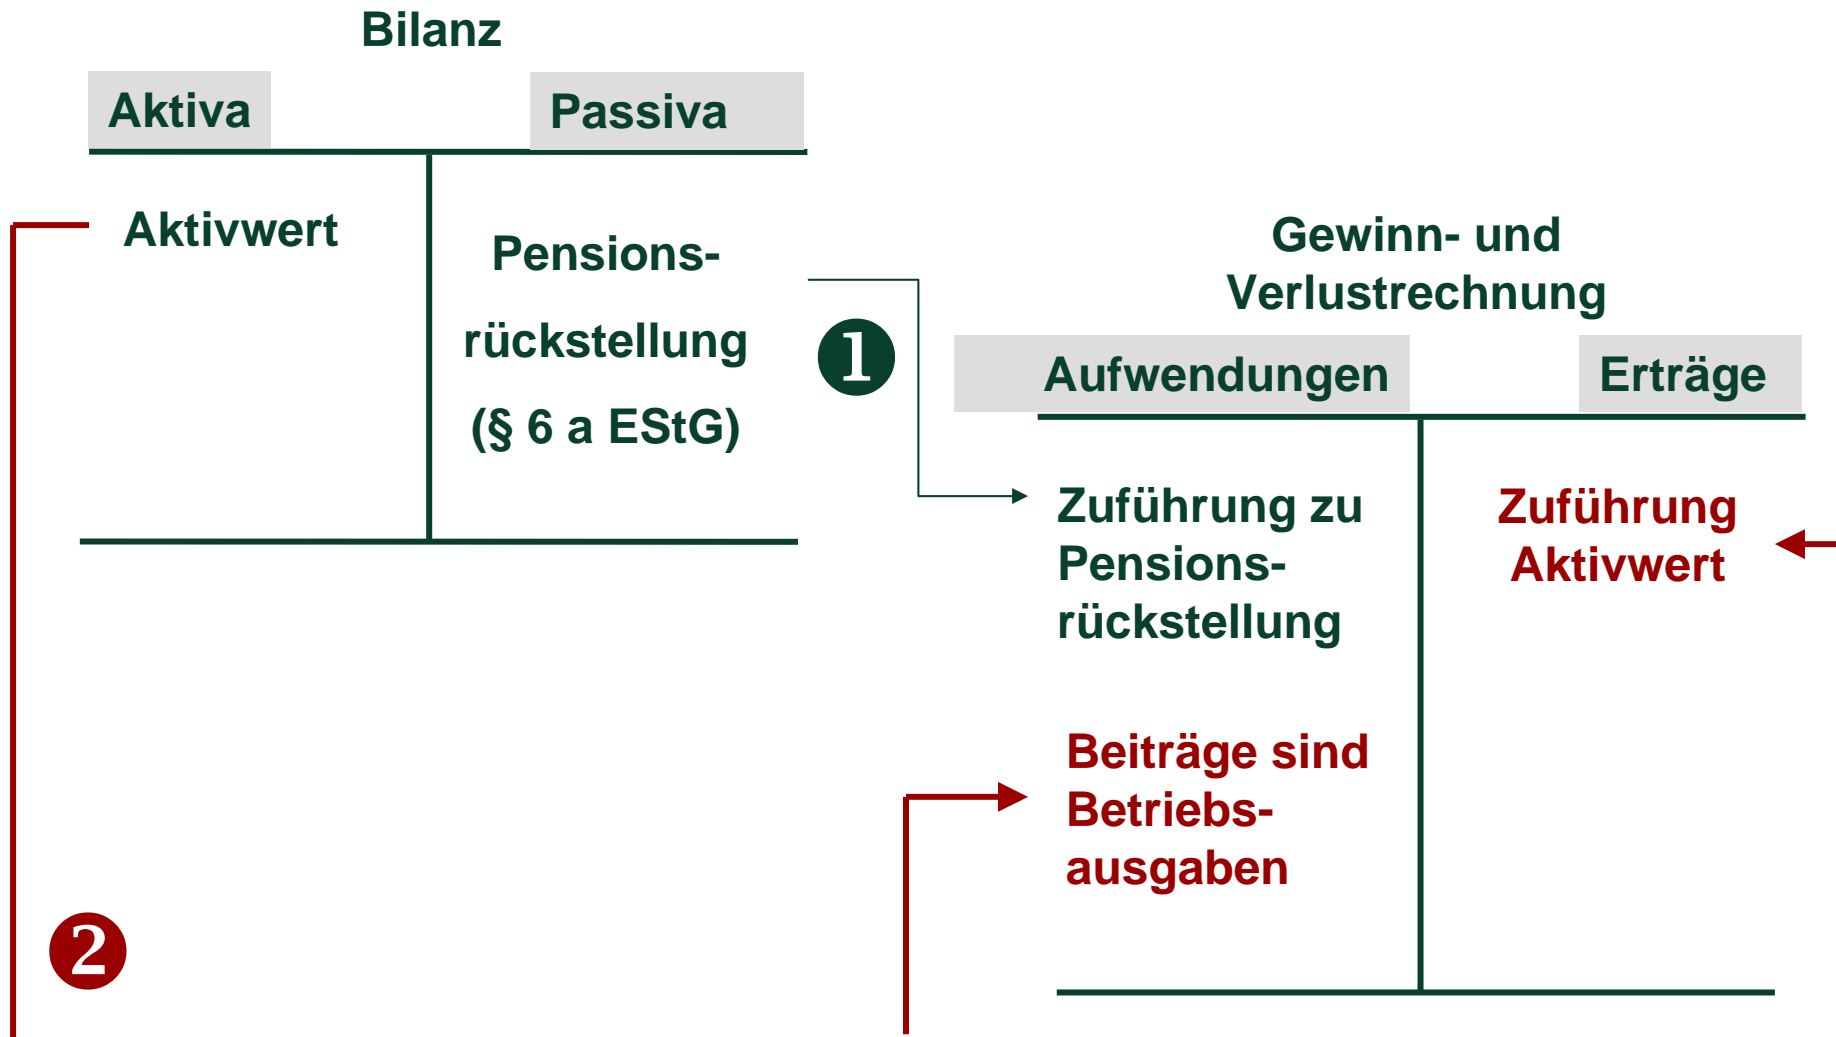 Bilanz
Aktiva
Passiva
Aktivwert
Pensions-
rückstellung
(§ 6 a EStG)
1
Gewinn- und
Verlustrechnung
Aufwendungen
Erträge
Zuführung zu
Pensions-
rückstellung
Zuführung
Aktivwert
Beiträge sind
Betriebs-
ausgaben
2